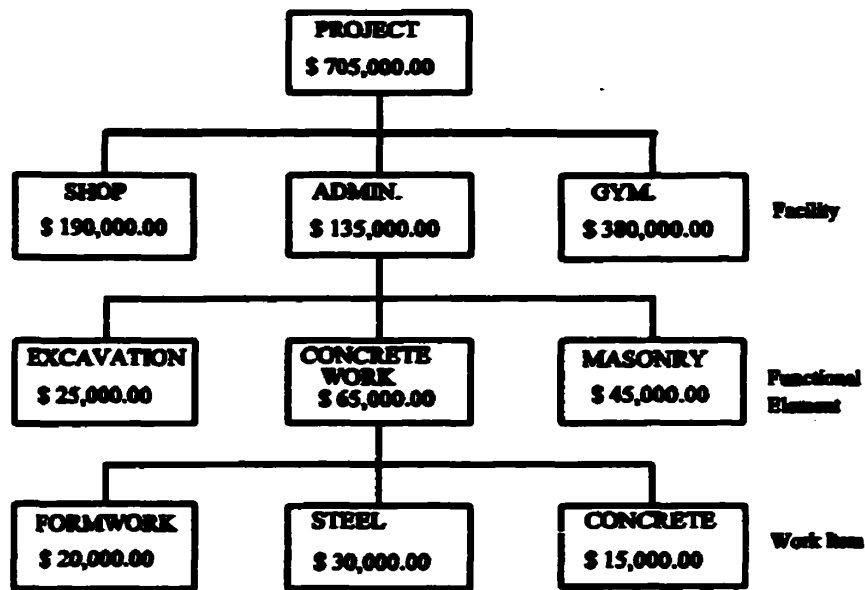 PROJECT
$ 705,000.00
SHOP
$ 190,000.00
ADMIN.
$ 135,000.00
GYM.
$ 380,000.00
Facility
EXCAVATION
$ 25,000.00
CONCRETE
WORK
$ 65,000.00
MASONRY
$ 45,000.00
Functional
Element
FORMWORK
$ 20,000.00
STEEL
$ 30,000.00
CONCRETE
$ 15,000.00
Work Item